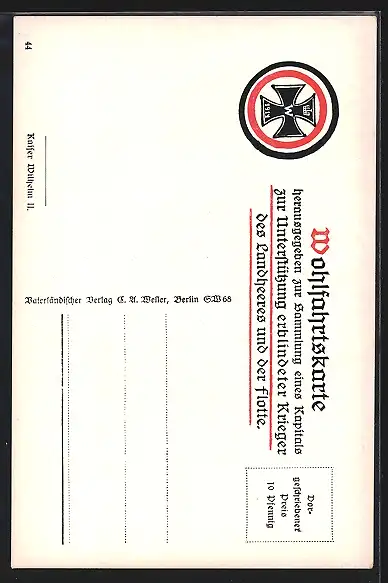 Wohlfahrtskarte
herausgegeben zur Sammlung eines Kapitals
zur Unterstützung erblindeter Krieger
des Landheeres und der Flotte.
W
1914
Vor-
geschriebener
Preis
10 Pfennig
Vaterländischer Verlag C. A. Weller, Berlin SW 68
44
Kaiser Wilhelm II.